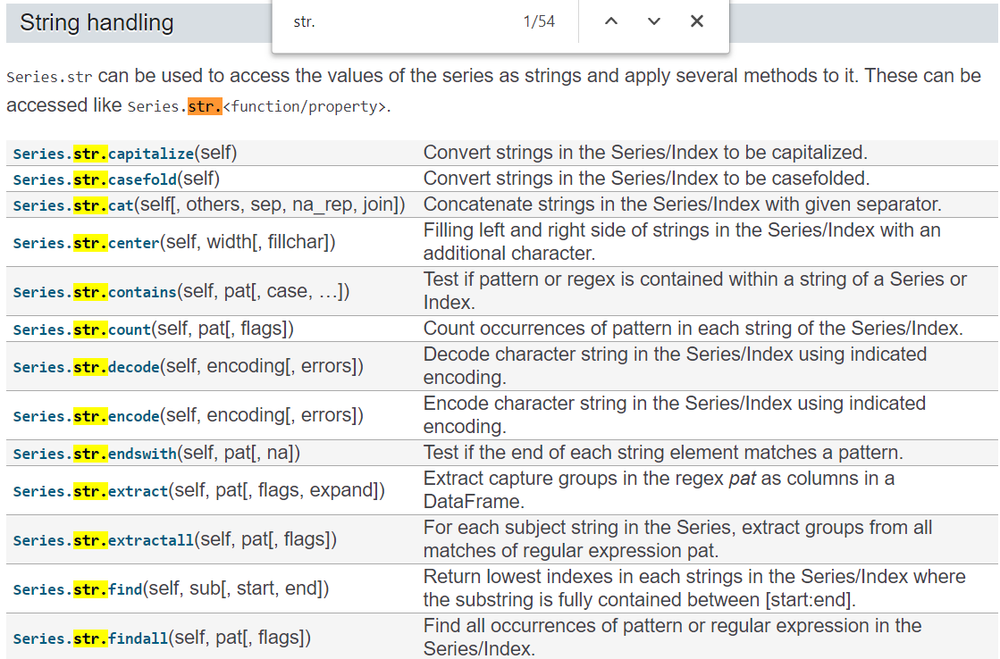 String handling
str. 1/54
Series.str can be used to access the values of the series as strings and apply several methods to it. These can be
accessed like Series.str.<function/property>.
Series.str.capitalize(self) Convert strings in the Series/Index to be capitalized.
Series.str.casefold(self) Convert strings in the Series/Index to be casefolded.
Series.str.cat(self[, others, sep, na_rep, join]) Concatenate strings in the Series/Index with given separator.
Series.str.center(self, width[, fillchar]) Filling left and right side of strings in the Series/Index with an
additional character.
Series.str.contains(self, pat[, case, …]) Test if pattern or regex is contained within a string of a Series or
Index.
Series.str.count(self, pat[, flags]) Count occurrences of pattern in each string of the Series/Index.
Series.str.decode(self, encoding[, errors]) Decode character string in the Series/Index using indicated
encoding.
Series.str.encode(self, encoding[, errors]) Encode character string in the Series/Index using indicated
encoding.
Series.str.endswith(self, pat[, na]) Test if the end of each string element matches a pattern.
Series.str.extract(self, pat[, flags, expand]) Extract capture groups in the regex pat as columns in a
DataFrame.
Series.str.extractall(self, pat[, flags]) For each subject string in the Series, extract groups from all
matches of regular expression pat.
Series.str.find(self, sub[, start, end]) Return lowest indexes in each strings in the Series/Index where
the substring is fully contained between [start:end].
Series.str.findall(self, pat[, flags]) Find all occurrences of pattern or regular expression in the
Series/Index.